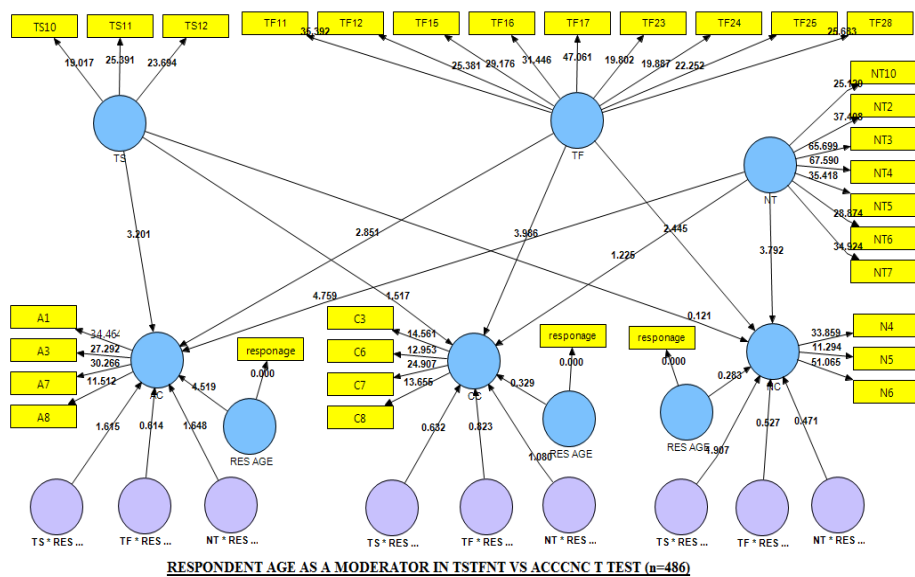 TS10 TS11 TS12 TF11 TF12 TF15 TF16 TF17 TF23 TF24 TF25 TF28
19.017 25.391 23.694 35.392 25.381 29.176 31.446 47.061 19.802 19.887 22.252 25.683
TS TF NT
NT10
NT2
NT3
NT4
NT5
NT6
NT7
37.408
65.699
67.590
35.418
28.874
34.924
3.201 2.851 3.986 2.445 1.225 3.792
4.759 1.517 0.121
A1
A3
A7
A8
34.464
27.292
30.266
11.512
AC
responage
0.000
4.519
RES AGE
C3
C6
C7
C8
14.561
12.953
24.907
13.655
responage
0.000
0.329
RES AGE
responage
0.000
0.283
RES AGE
N4
N5
N6
33.859
11.294
51.065
1.615 0.614 1.648 0.632 0.823 1.080 1.907 0.527 0.471
TS * RES ... TF * RES ... NT * RES ... TS * RES ... TF * RES ... NT * RES ... TS * RES ... TF * RES ... NT * RES ...
RESPONDENT AGE AS A MODERATOR IN TSTFNT VS ACCCNC T TEST (n=486)